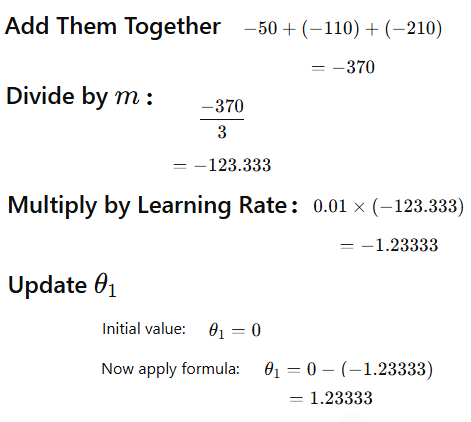 Add Them Together −50 + (−110) + (−210)
= −370
Divide by m :
−370
3
= −123.333
Multiply by Learning Rate: 0.01 × (−123.333)
= −1.23333
Update θ₁
Initial value: θ₁ = 0
Now apply formula: θ₁ = 0 − (−1.23333)
= 1.23333